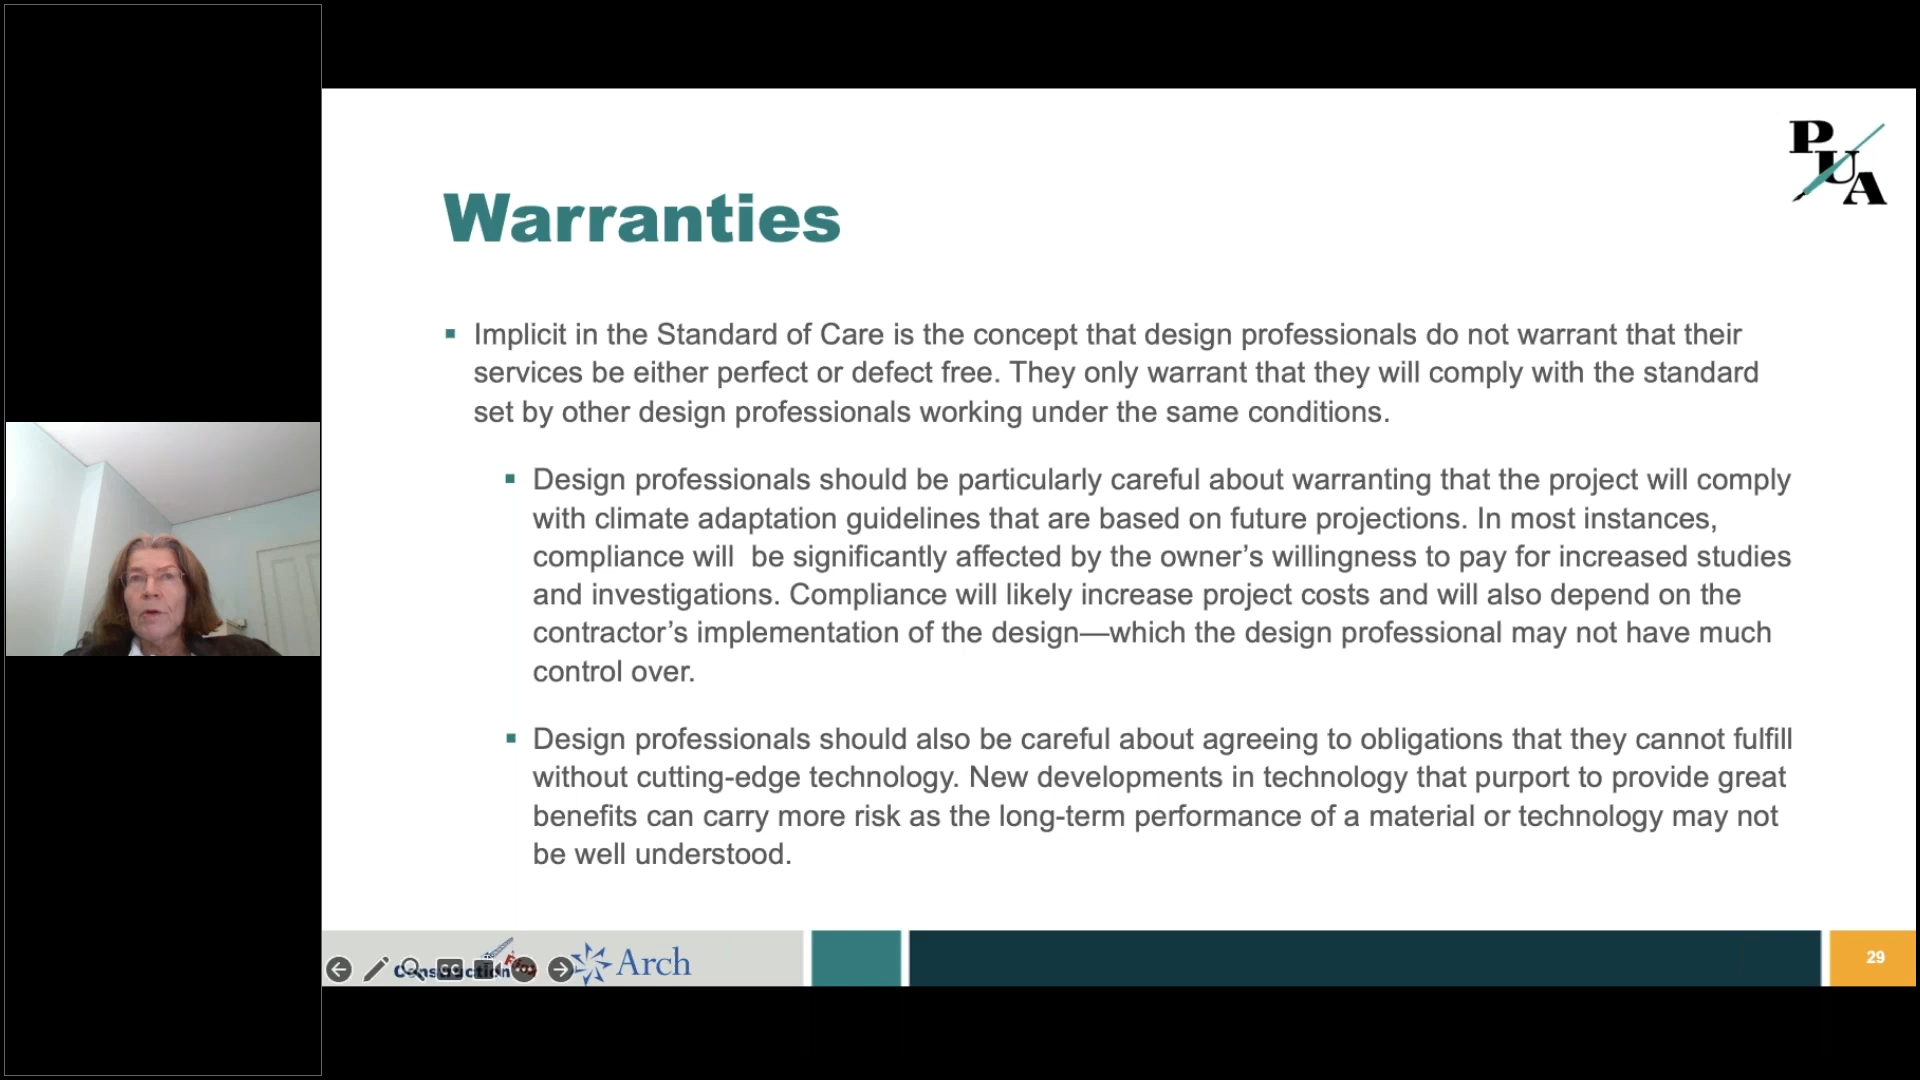 P
U
A
Warranties
▪ Implicit in the Standard of Care is the concept that design professionals do not warrant that their
services be either perfect or defect free. They only warrant that they will comply with the standard
set by other design professionals working under the same conditions.
▪ Design professionals should be particularly careful about warranting that the project will comply
with climate adaptation guidelines that are based on future projections. In most instances,
compliance will  be significantly affected by the owner’s willingness to pay for increased studies
and investigations. Compliance will likely increase project costs and will also depend on the
contractor’s implementation of the design—which the design professional may not have much
control over.
▪ Design professionals should also be careful about agreeing to obligations that they cannot fulfill
without cutting-edge technology. New developments in technology that purport to provide great
benefits can carry more risk as the long-term performance of a material or technology may not
be well understood.
Construction
Arch
29